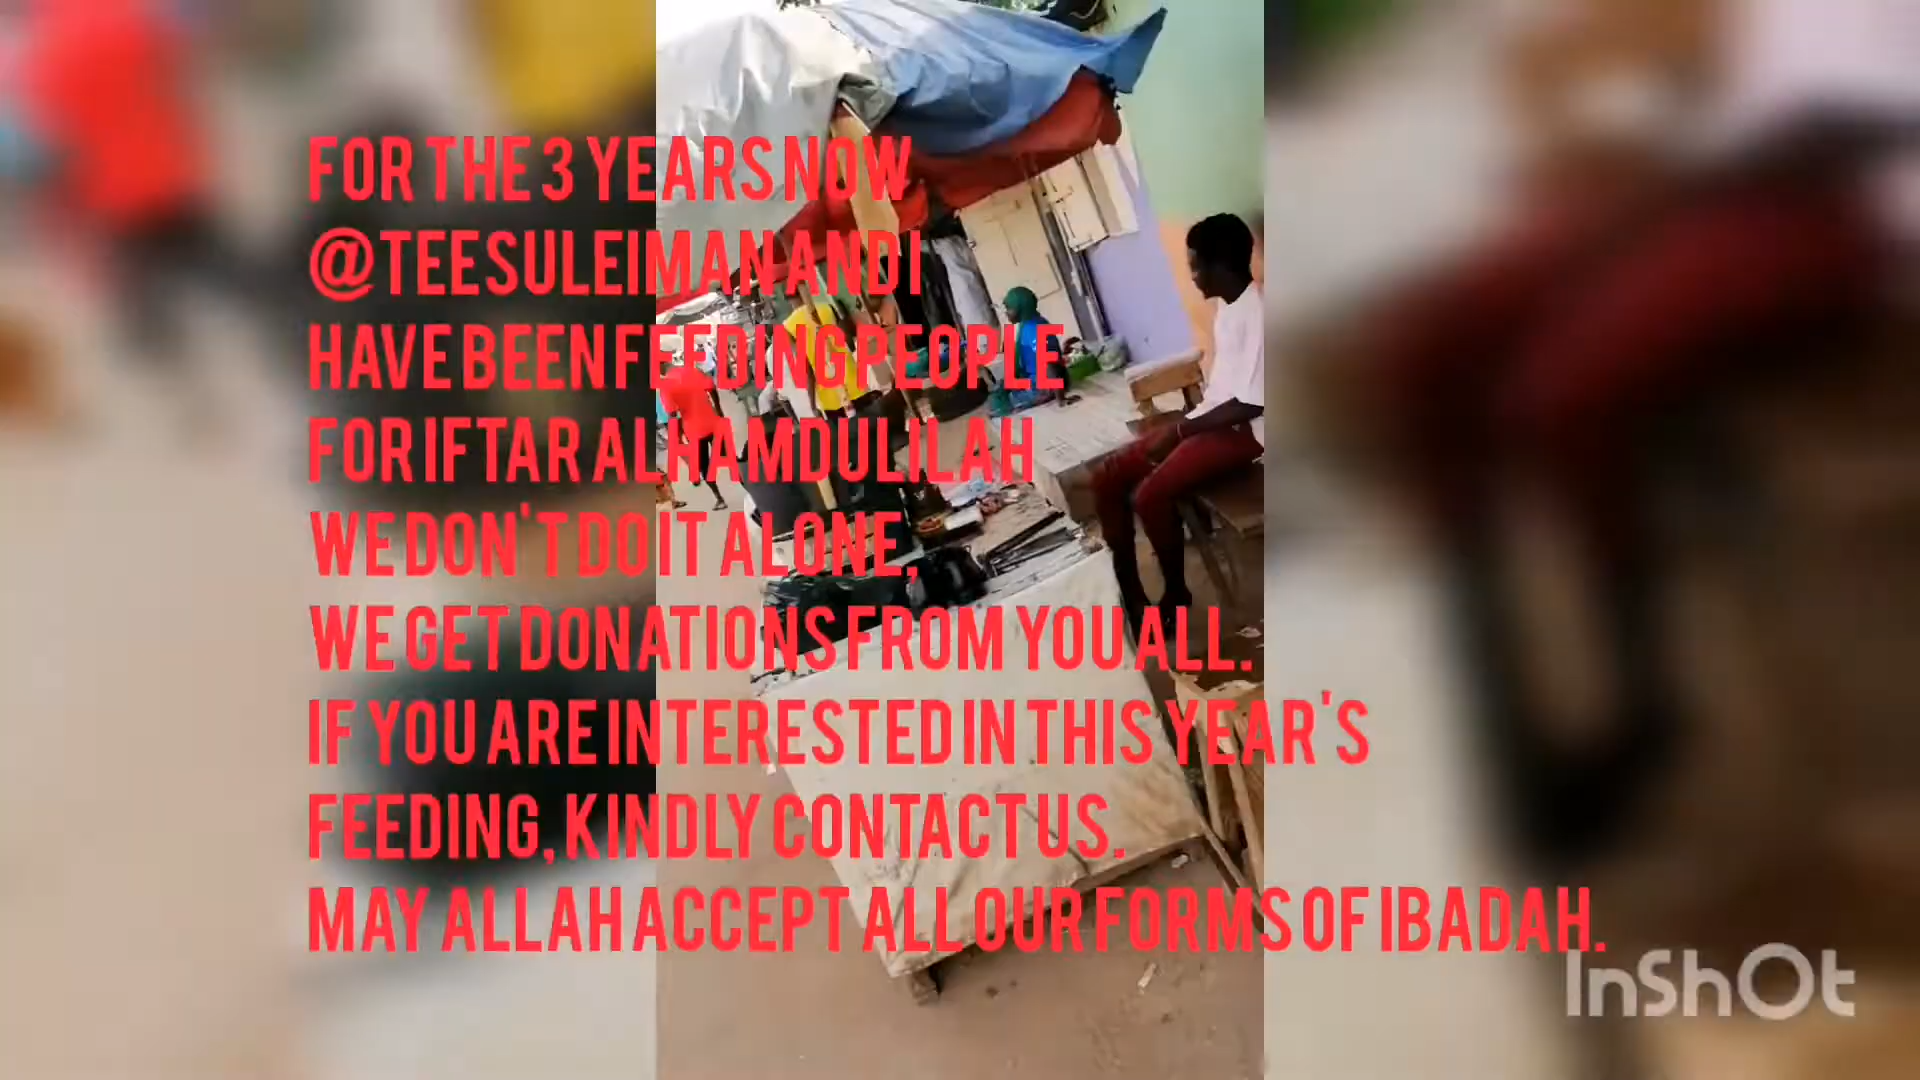 FOR THE 3 YEARS NOW
@TEESULEIMAN AND I
HAVE BEEN FEEDING PEOPLE
FOR IFTAR ALHAMDULILAH
WE DON'T DO IT ALONE,
WE GET DONATIONS FROM YOU ALL.
IF YOU ARE INTERESTED IN THIS YEAR'S
FEEDING, KINDLY CONTACT US.
MAY ALLAH ACCEPT ALL OUR FORMS OF IBADAH.
InShOt